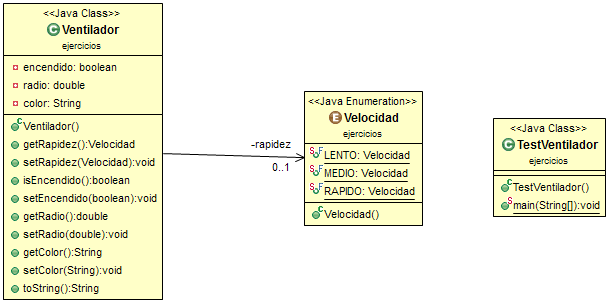 <<Java Class>>
Ventilador
ejercicios
encendido: boolean
radio: double
color: String
Ventilador()
getRapidez():Velocidad
setRapidez(Velocidad):void
isEncendido():boolean
setEncendido(boolean):void
getRadio():double
setRadio(double):void
getColor():String
setColor(String):void
toString():String
-rapidez
0..1
<<Java Enumeration>>
Velocidad
ejercicios
LENTO: Velocidad
MEDIO: Velocidad
RAPIDO: Velocidad
Velocidad()
<<Java Class>>
TestVentilador
ejercicios
TestVentilador()
main(String[]):void